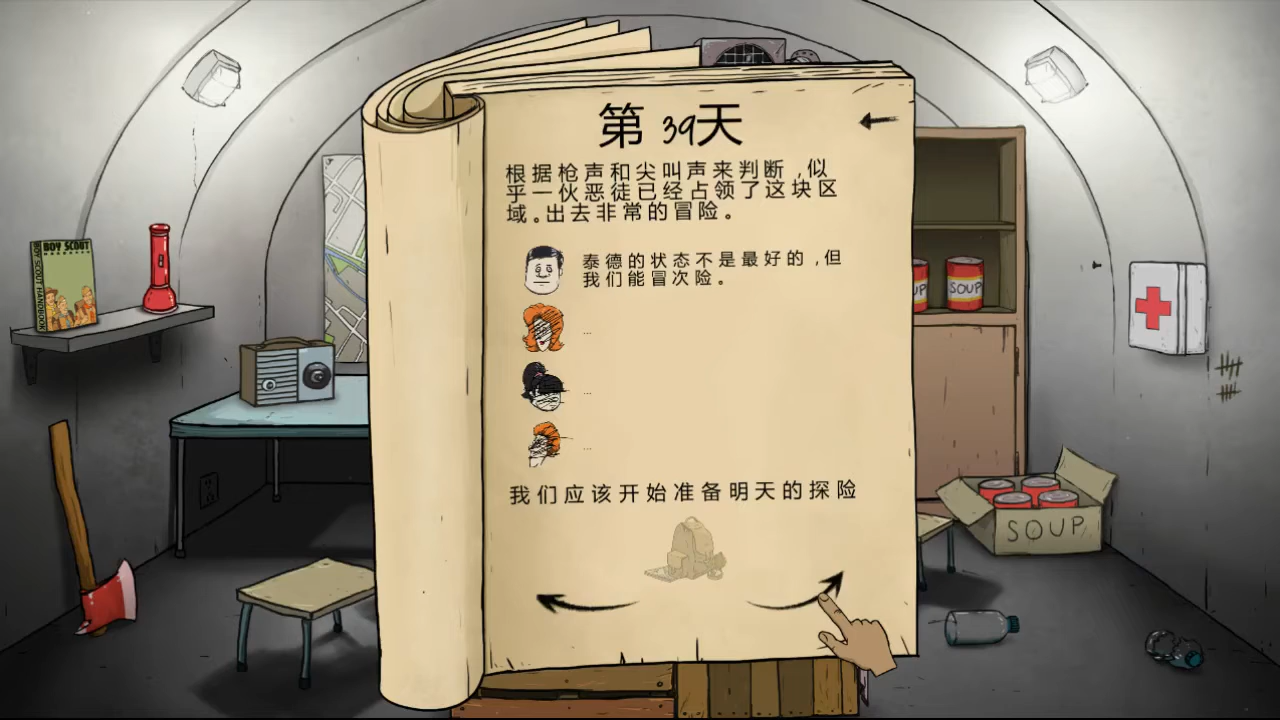 第 39天
根据枪声和尖叫声来判断 ,似
乎一伙恶徒已经占领了这块区
域。出去非常的冒险。
泰德的状态不是最好的 ,但
我们能冒次险。
...
...
...
我们应该开始准备明天的探险
BOY SCOUT
BOY SCOUT HANDBOOK
UP
SOUP
SOUP